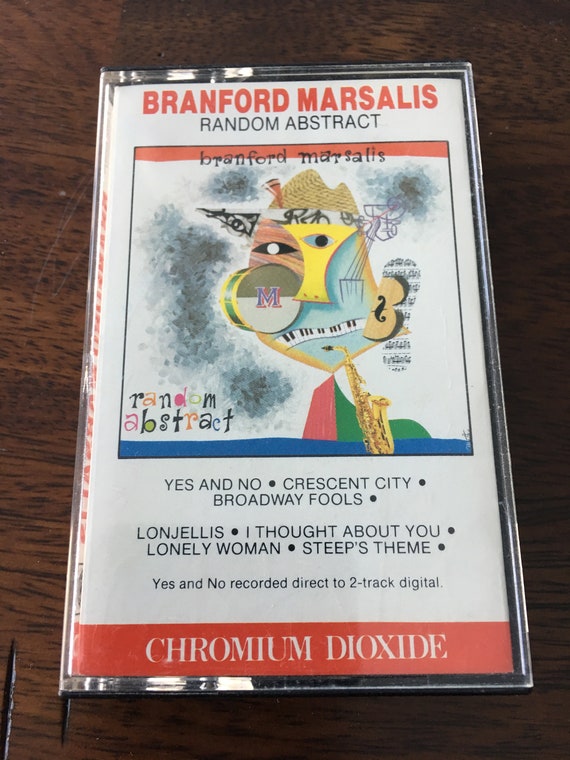 BRANFORD MARSALIS
RANDOM ABSTRACT
branford marsalis
M
random
abstract
YES AND NO • CRESCENT CITY •
BROADWAY FOOLS •
LONJELLIS • I THOUGHT ABOUT YOU •
LONELY WOMAN • STEEP'S THEME •
Yes and No recorded direct to 2-track digital.
CHROMIUM DIOXIDE